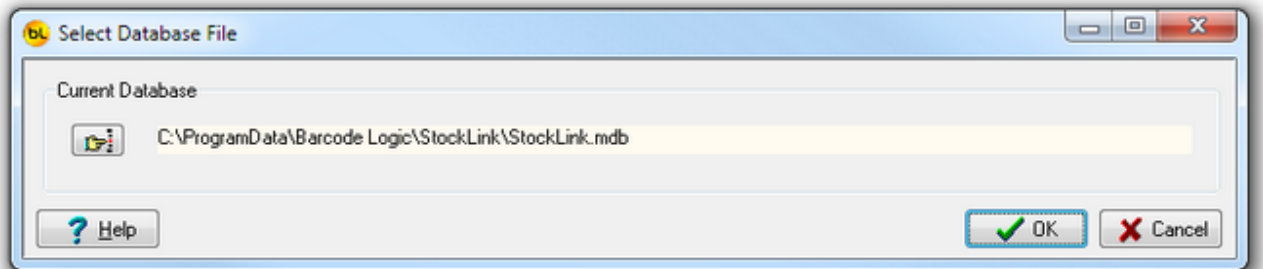 bL Select Database File
Current Database
C:\ProgramData\Barcode Logic\StockLink\StockLink.mdb
? Help
OK
Cancel